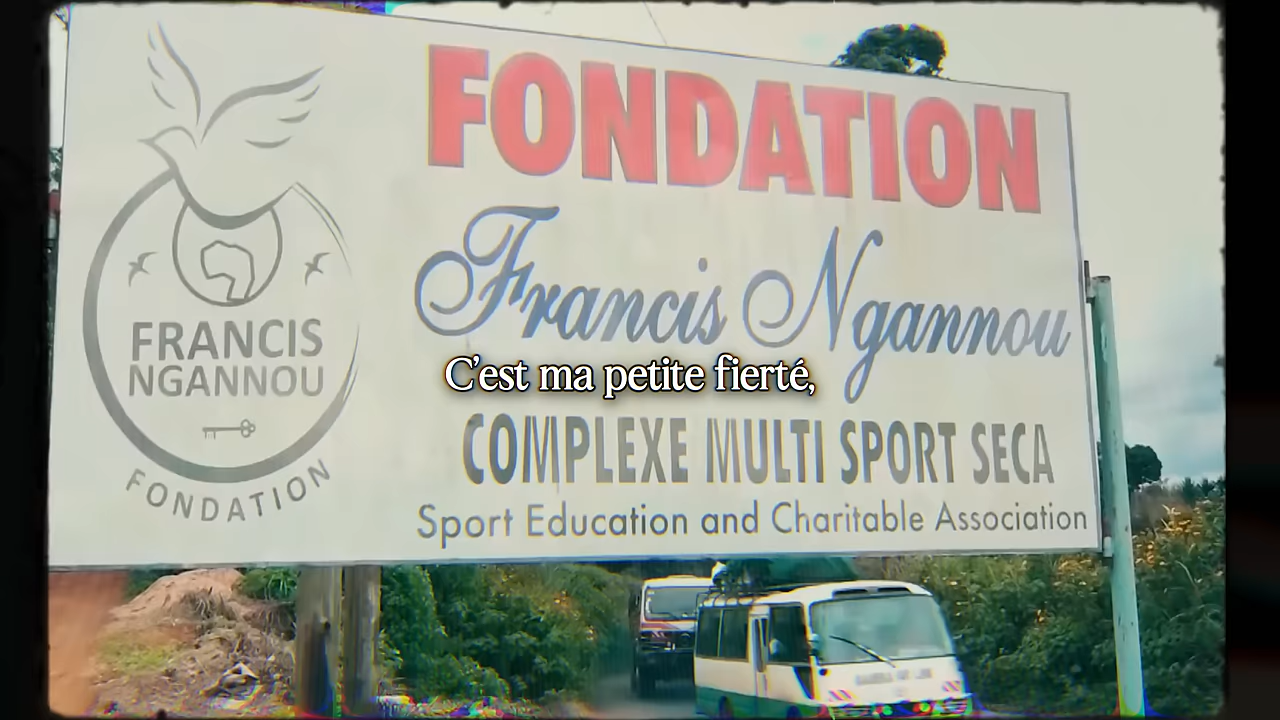 FONDATION
Francis Ngannou
C'est ma petite fierté,
COMPLEXE MULTI SPORT SECA
Sport Education and Charitable Association
FRANCIS
NGANNOU
FONDATION